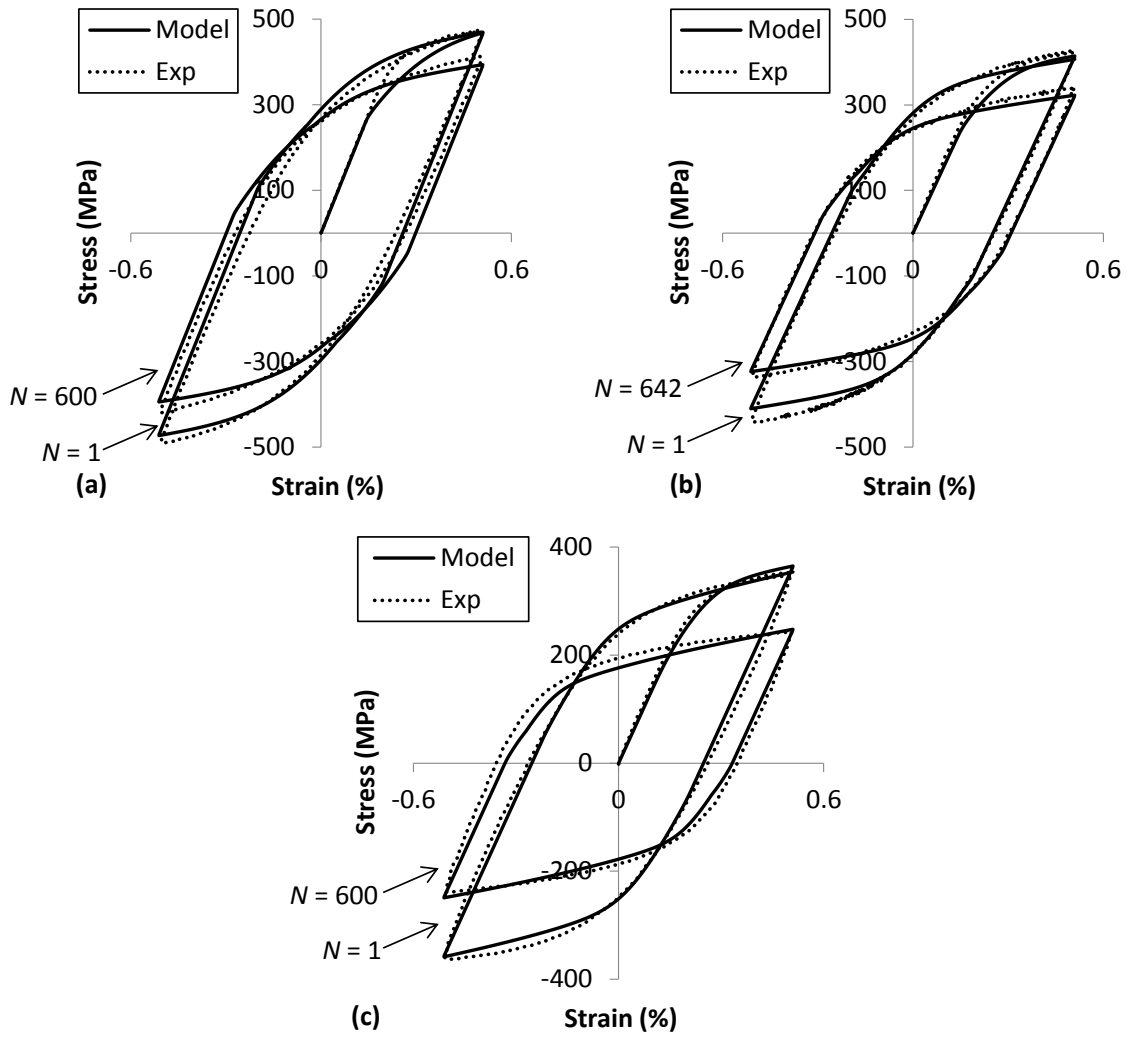 Model
Exp
500
300
100
-100
-300
-500
-0.6
0
0.6
Stress (MPa)
Strain (%)
N = 600
N = 1
(a)
Model
Exp
500
300
100
-100
-300
-500
-0.6
0
0.6
Stress (MPa)
Strain (%)
N = 642
N = 1
(b)
Model
Exp
400
200
0
-200
-400
-0.6
0
0.6
Stress (MPa)
Strain (%)
N = 600
N = 1
(c)